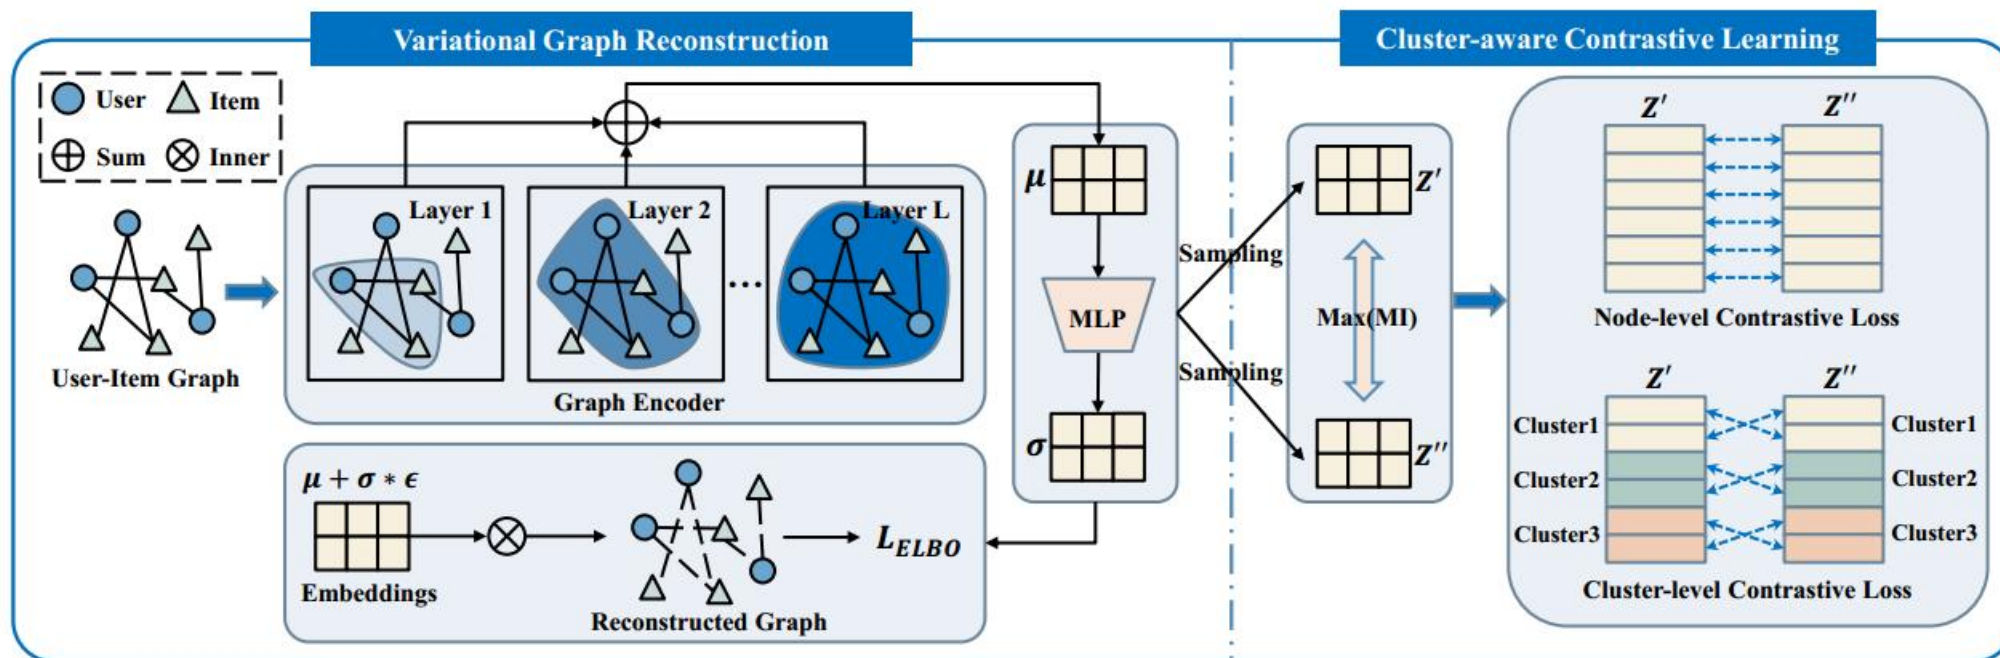 Variational Graph Reconstruction
Cluster-aware Contrastive Learning
User Item
Sum Inner
User-Item Graph
Layer 1
Layer 2
...
Layer L
Graph Encoder
μ
MLP
σ
Sampling
Sampling
Z′
Max(MI)
Z′′
Z′ Z′′
Node-level Contrastive Loss
Z′ Z′′
Cluster1 Cluster1
Cluster2 Cluster2
Cluster3 Cluster3
Cluster-level Contrastive Loss
μ + σ * ϵ
Embeddings
Reconstructed Graph
L_ELBO